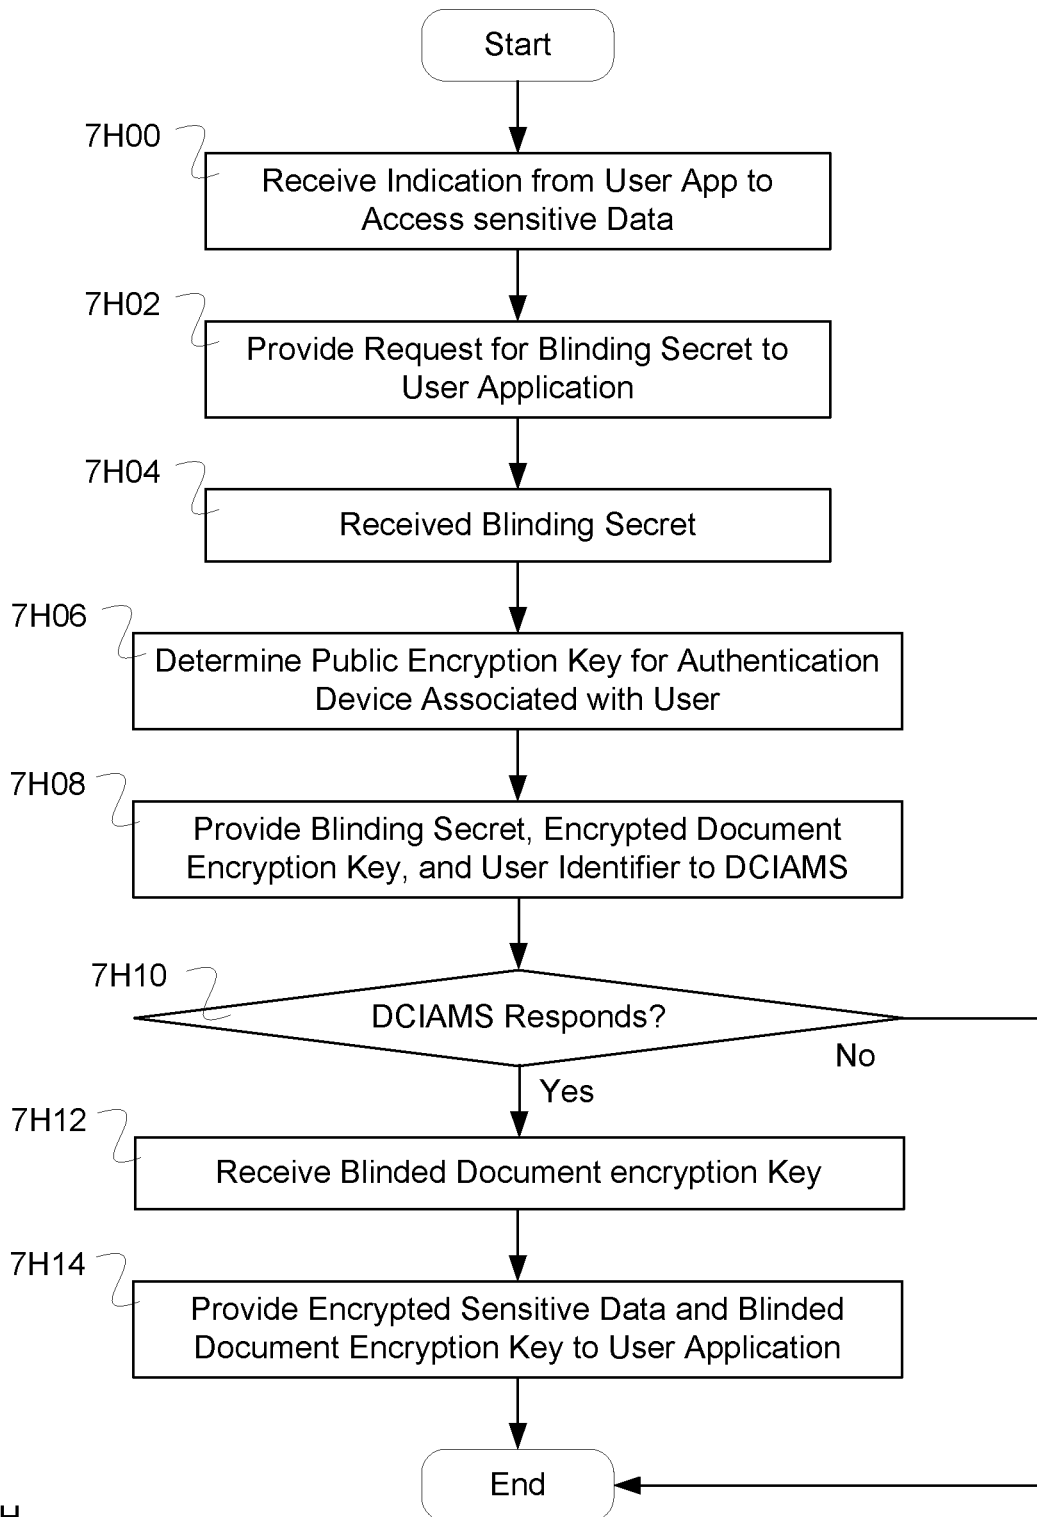 Start
7H00
Receive Indication from User App to
Access sensitive Data
7H02
Provide Request for Blinding Secret to
User Application
7H04
Received Blinding Secret
7H06
Determine Public Encryption Key for Authentication
Device Associated with User
7H08
Provide Blinding Secret, Encrypted Document
Encryption Key, and User Identifier to DCIAMS
7H10
DCIAMS Responds?
No
Yes
7H12
Receive Blinded Document encryption Key
7H14
Provide Encrypted Sensitive Data and Blinded
Document Encryption Key to User Application
End
H